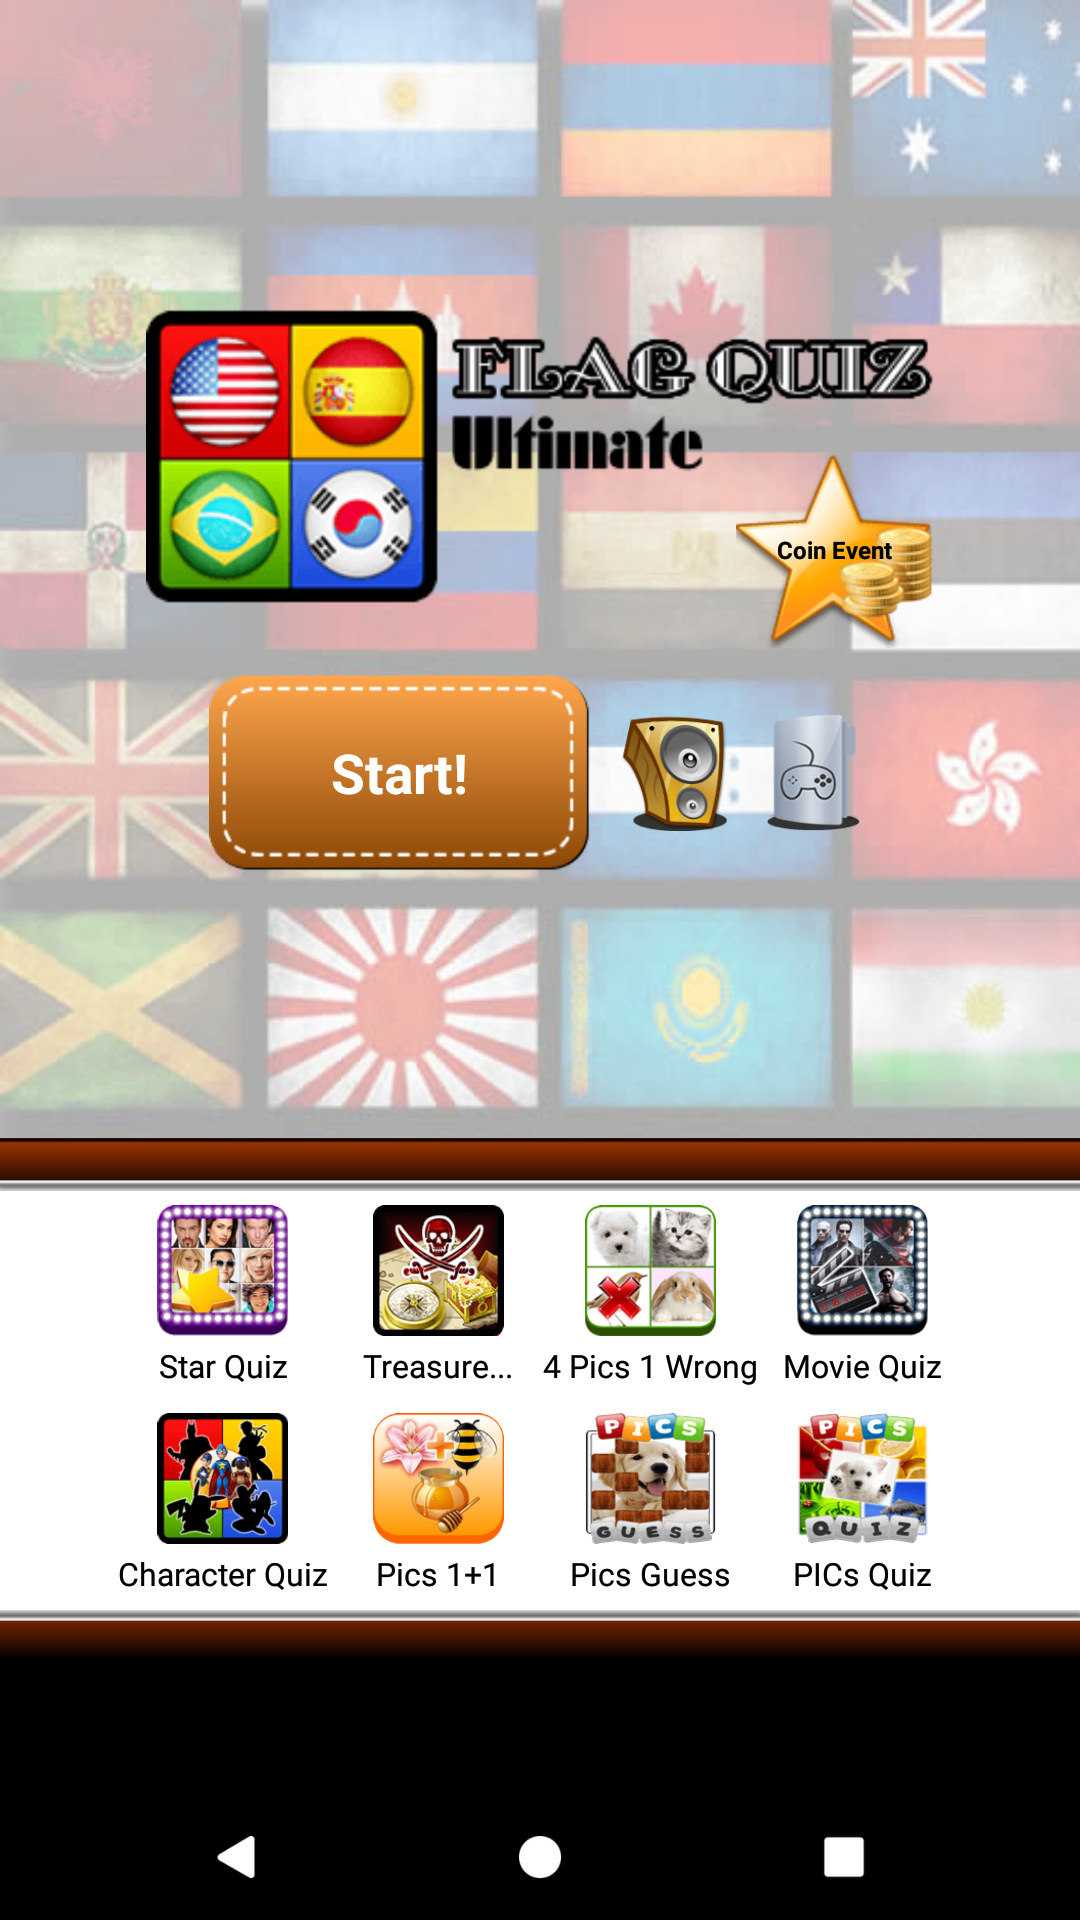 FLAG QUIZ
Ultimate
Coin Event
Start!
Star Quiz
Treasure...
4 Pics 1 Wrong
Movie Quiz
PICS
GUESS
PICS
QUIZ
Character Quiz
Pics 1+1
Pics Guess
PICs Quiz